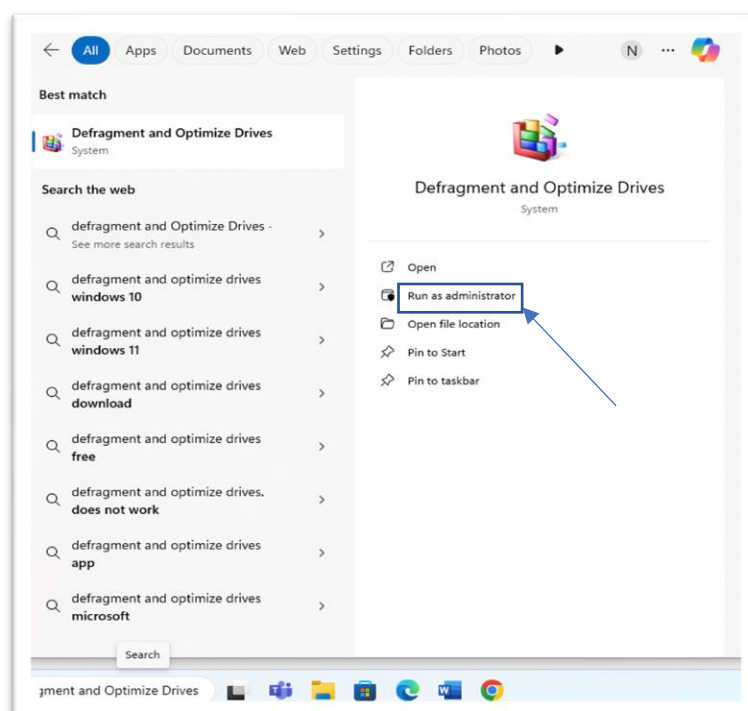 All Apps Documents Web Settings Folders Photos N ...
Best match
Defragment and Optimize Drives
System
Search the web
defragment and Optimize Drives -
See more search results
defragment and optimize drives
windows 10
defragment and optimize drives
windows 11
defragment and optimize drives
download
defragment and optimize drives
free
defragment and optimize drives.
does not work
defragment and optimize drives
app
defragment and optimize drives
microsoft
Defragment and Optimize Drives
System
Open
Run as administrator
Open file location
Pin to Start
Pin to taskbar
Search
gment and Optimize Drives